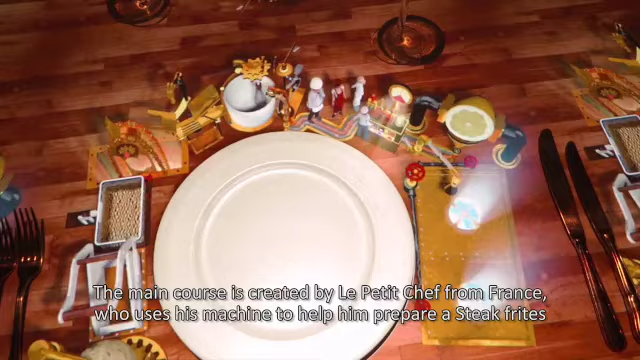 The main course is created by Le Petit Chef from France,
who uses his machine to help him prepare a Steak frites